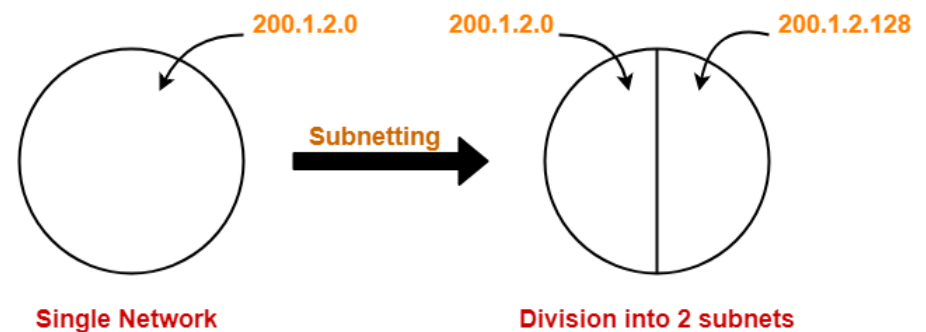 200.1.2.0
200.1.2.0
200.1.2.128
Subnetting
Single Network
Division into 2 subnets